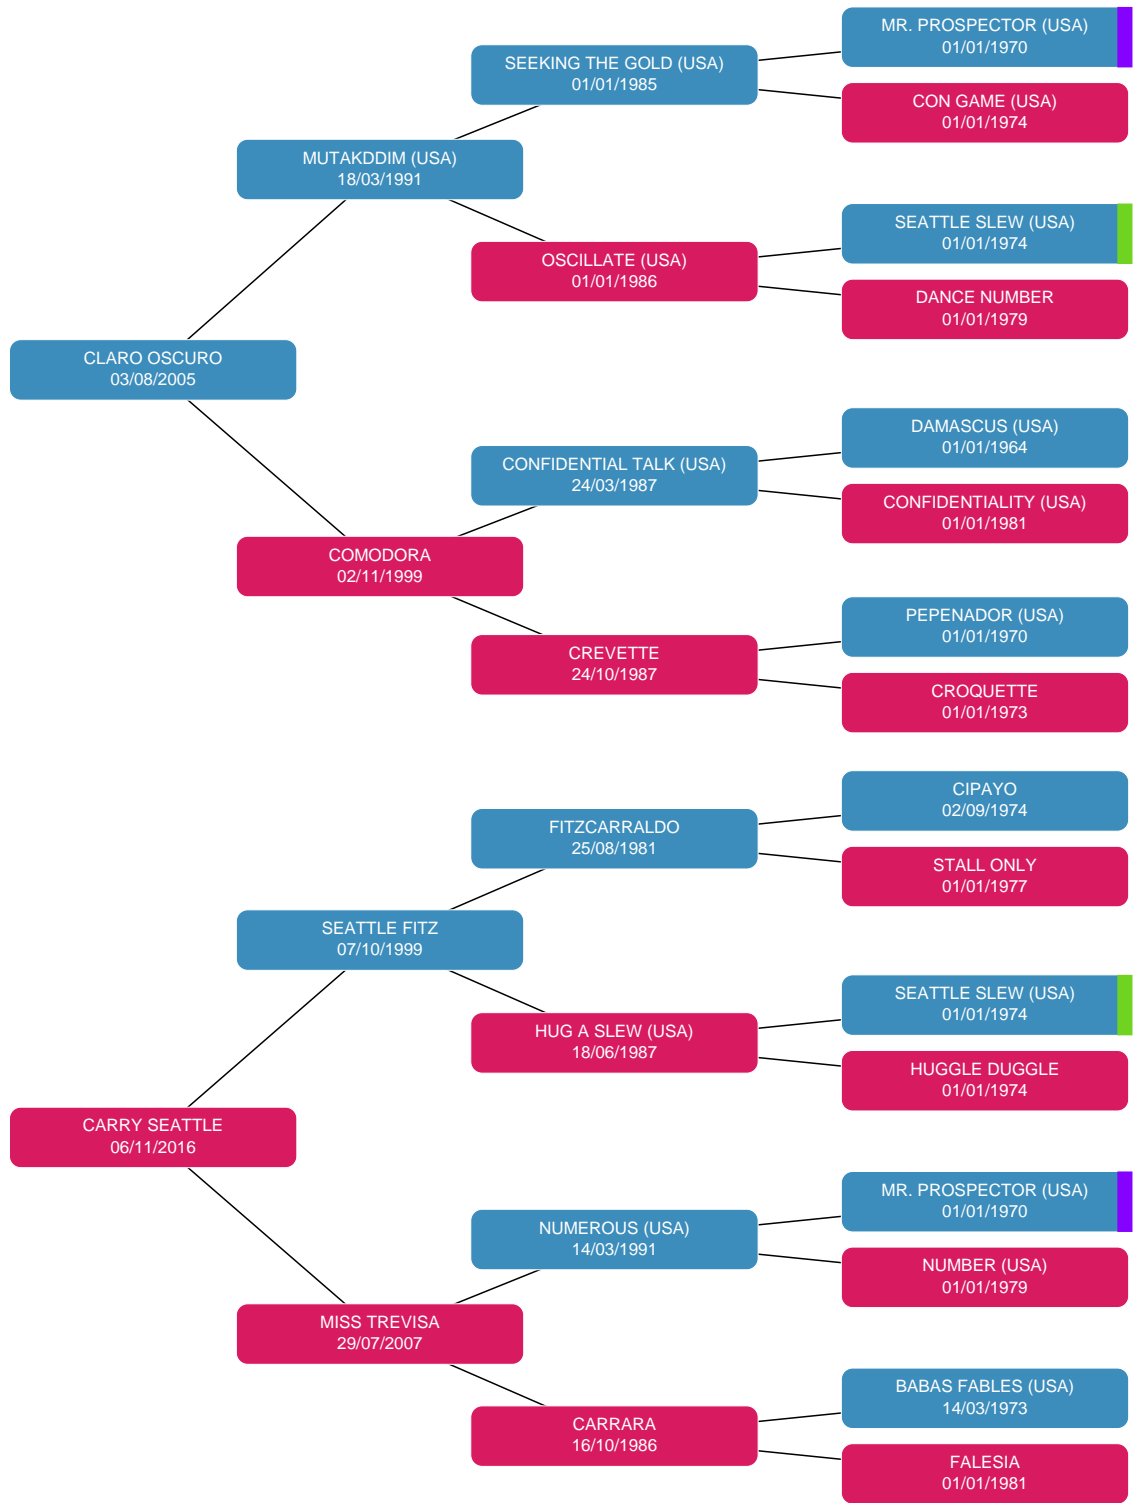 MR. PROSPECTOR (USA)
01/01/1970
SEEKING THE GOLD (USA)
01/01/1985
CON GAME (USA)
01/01/1974
MUTAKDDIM (USA)
18/03/1991
SEATTLE SLEW (USA)
01/01/1974
OSCILLATE (USA)
01/01/1986
DANCE NUMBER
01/01/1979
CLARO OSCURO
03/08/2005
DAMASCUS (USA)
01/01/1964
CONFIDENTIAL TALK (USA)
24/03/1987
CONFIDENTIALITY (USA)
01/01/1981
COMODORA
02/11/1999
PEPENADOR (USA)
01/01/1970
CREVETTE
24/10/1987
CROQUETTE
01/01/1973
CIPAYO
02/09/1974
FITZCARRALDO
25/08/1981
STALL ONLY
01/01/1977
SEATTLE FITZ
07/10/1999
SEATTLE SLEW (USA)
01/01/1974
HUG A SLEW (USA)
18/06/1987
HUGGLE DUGGLE
01/01/1974
CARRY SEATTLE
06/11/2016
MR. PROSPECTOR (USA)
01/01/1970
NUMEROUS (USA)
14/03/1991
NUMBER (USA)
01/01/1979
MISS TREVISA
29/07/2007
BABAS FABLES (USA)
14/03/1973
CARRARA
16/10/1986
FALESIA
01/01/1981